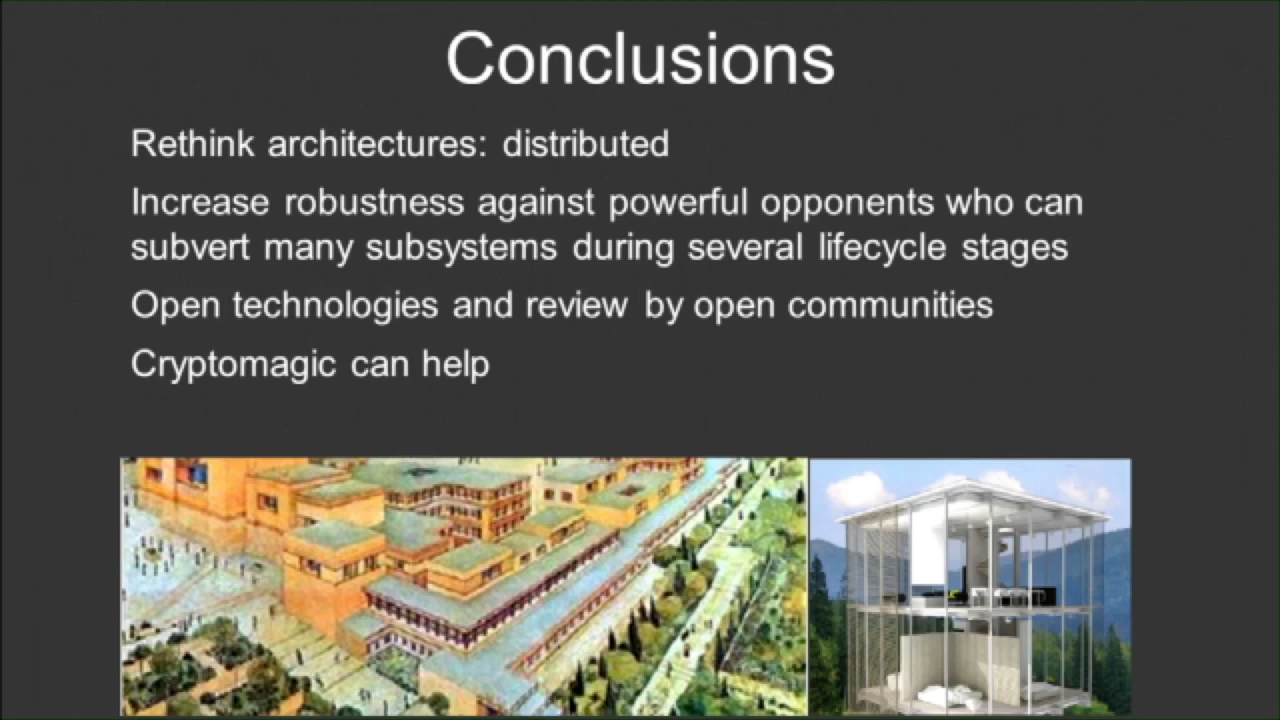 Conclusions
Rethink architectures: distributed
Increase robustness against powerful opponents who can
subvert many subsystems during several lifecycle stages
Open technologies and review by open communities
Cryptomagic can help